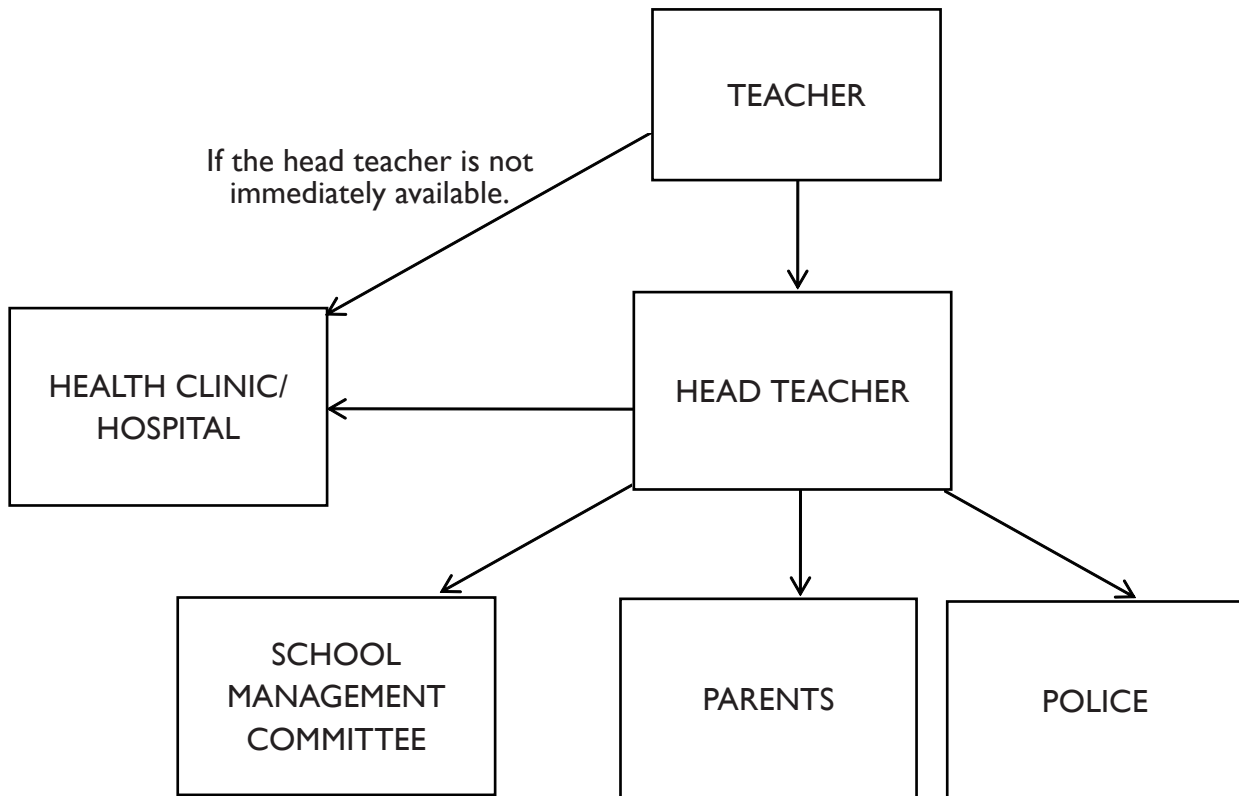 TEACHER
If the head teacher is not
immediately available.
HEALTH CLINIC/
HOSPITAL
HEAD TEACHER
SCHOOL
MANAGEMENT
COMMITTEE
PARENTS
POLICE